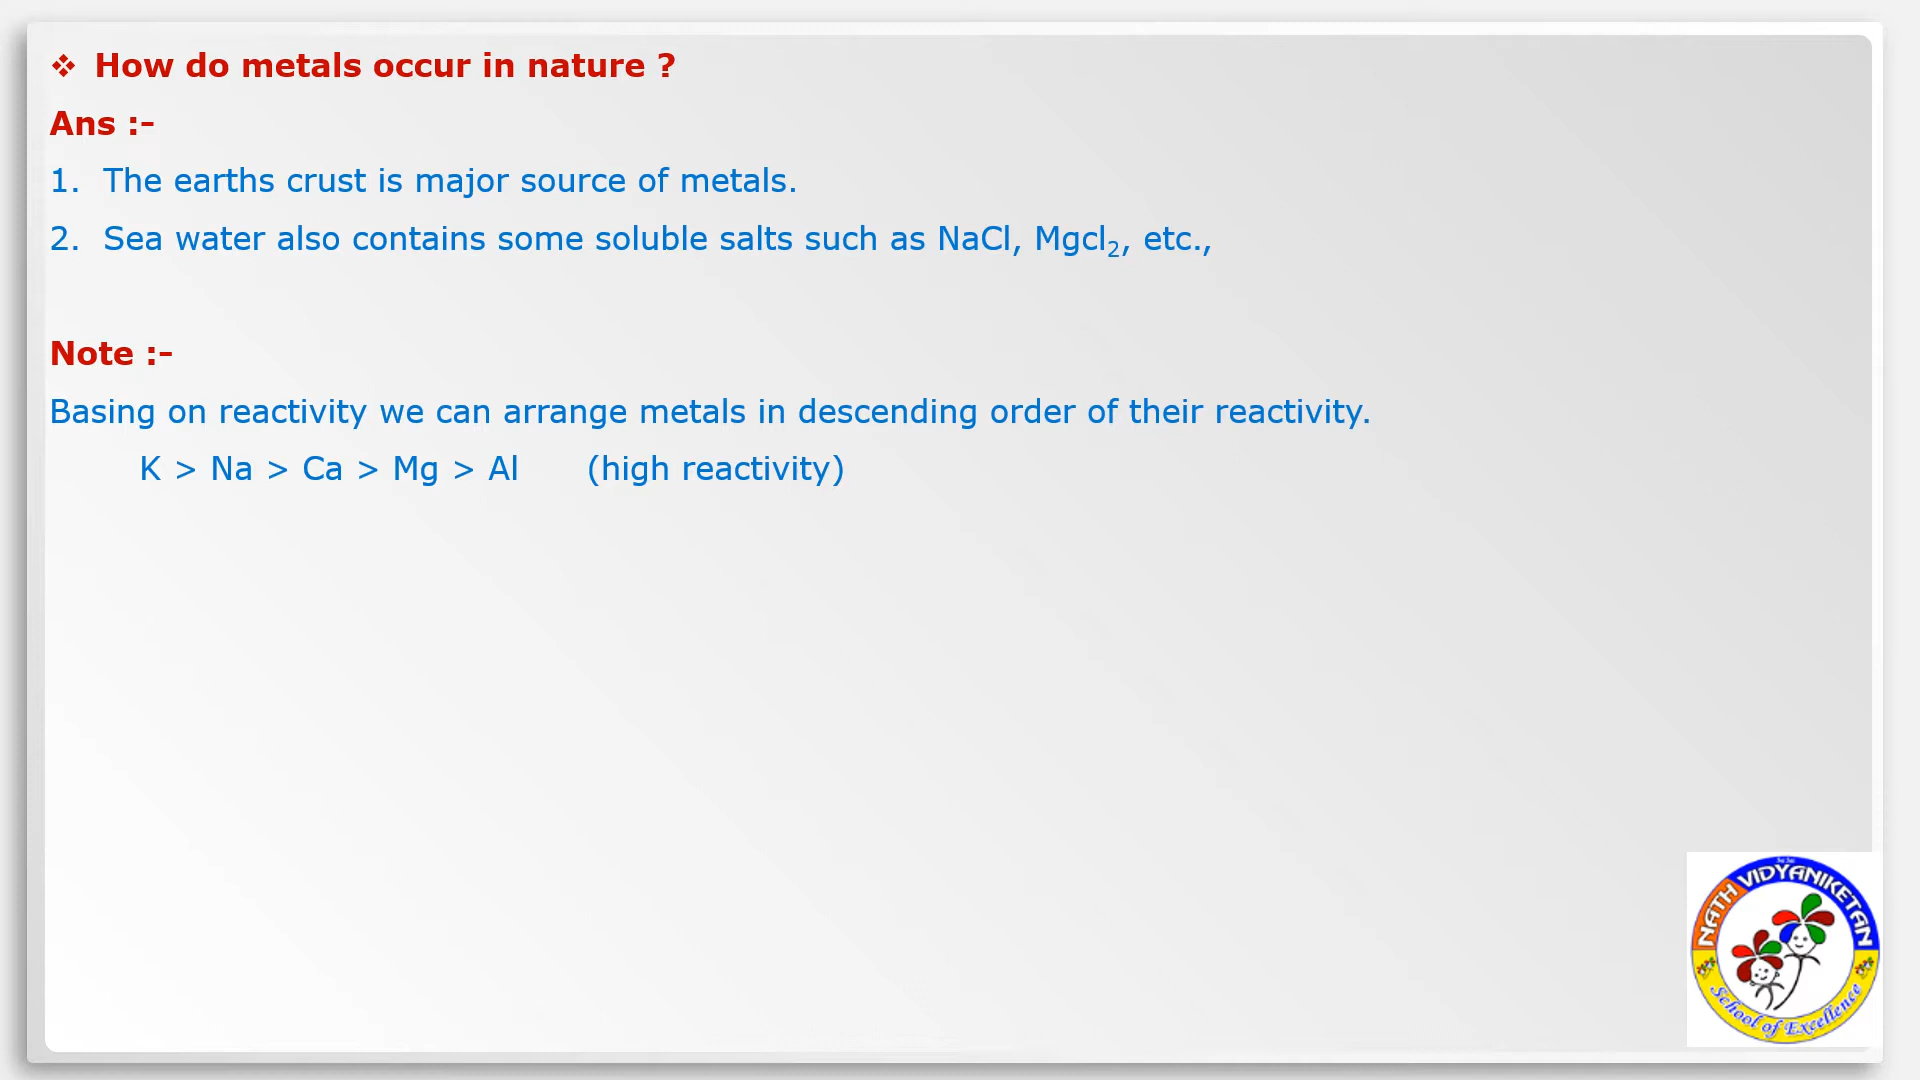 ❖ How do metals occur in nature ?
Ans :–
1. The earths crust is major source of metals.
2. Sea water also contains some soluble salts such as NaCl, Mgcl₂, etc.,
Note :–
Basing on reactivity we can arrange metals in descending order of their reactivity.
K > Na > Ca > Mg > Al (high reactivity)
NATH VIDYANIKETAN
School of Excellence